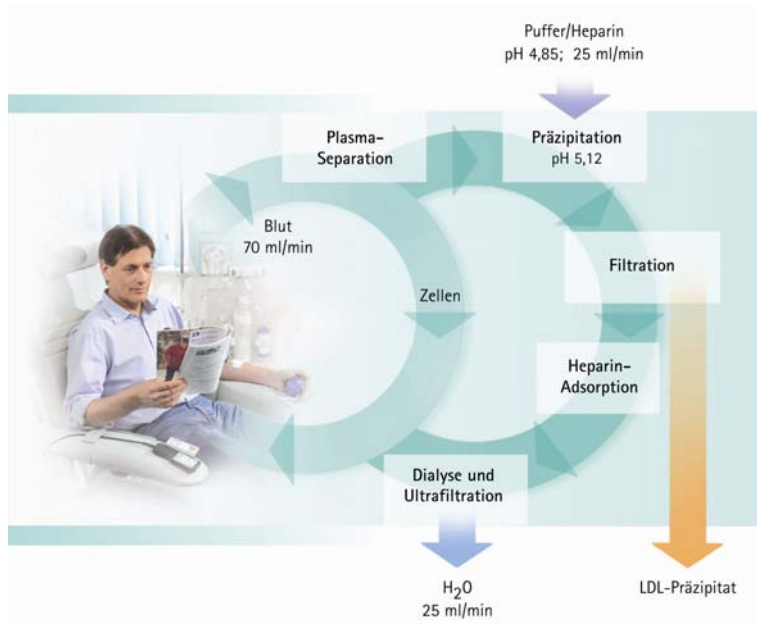 Puffer/Heparin
pH 4,85; 25 ml/min
Plasma-
Separation
Präzipitation
pH 5,12
Blut
70 ml/min
Filtration
Zellen
Heparin-
Adsorption
Dialyse und
Ultrafiltration
H₂O
25 ml/min
LDL-Präzipitat